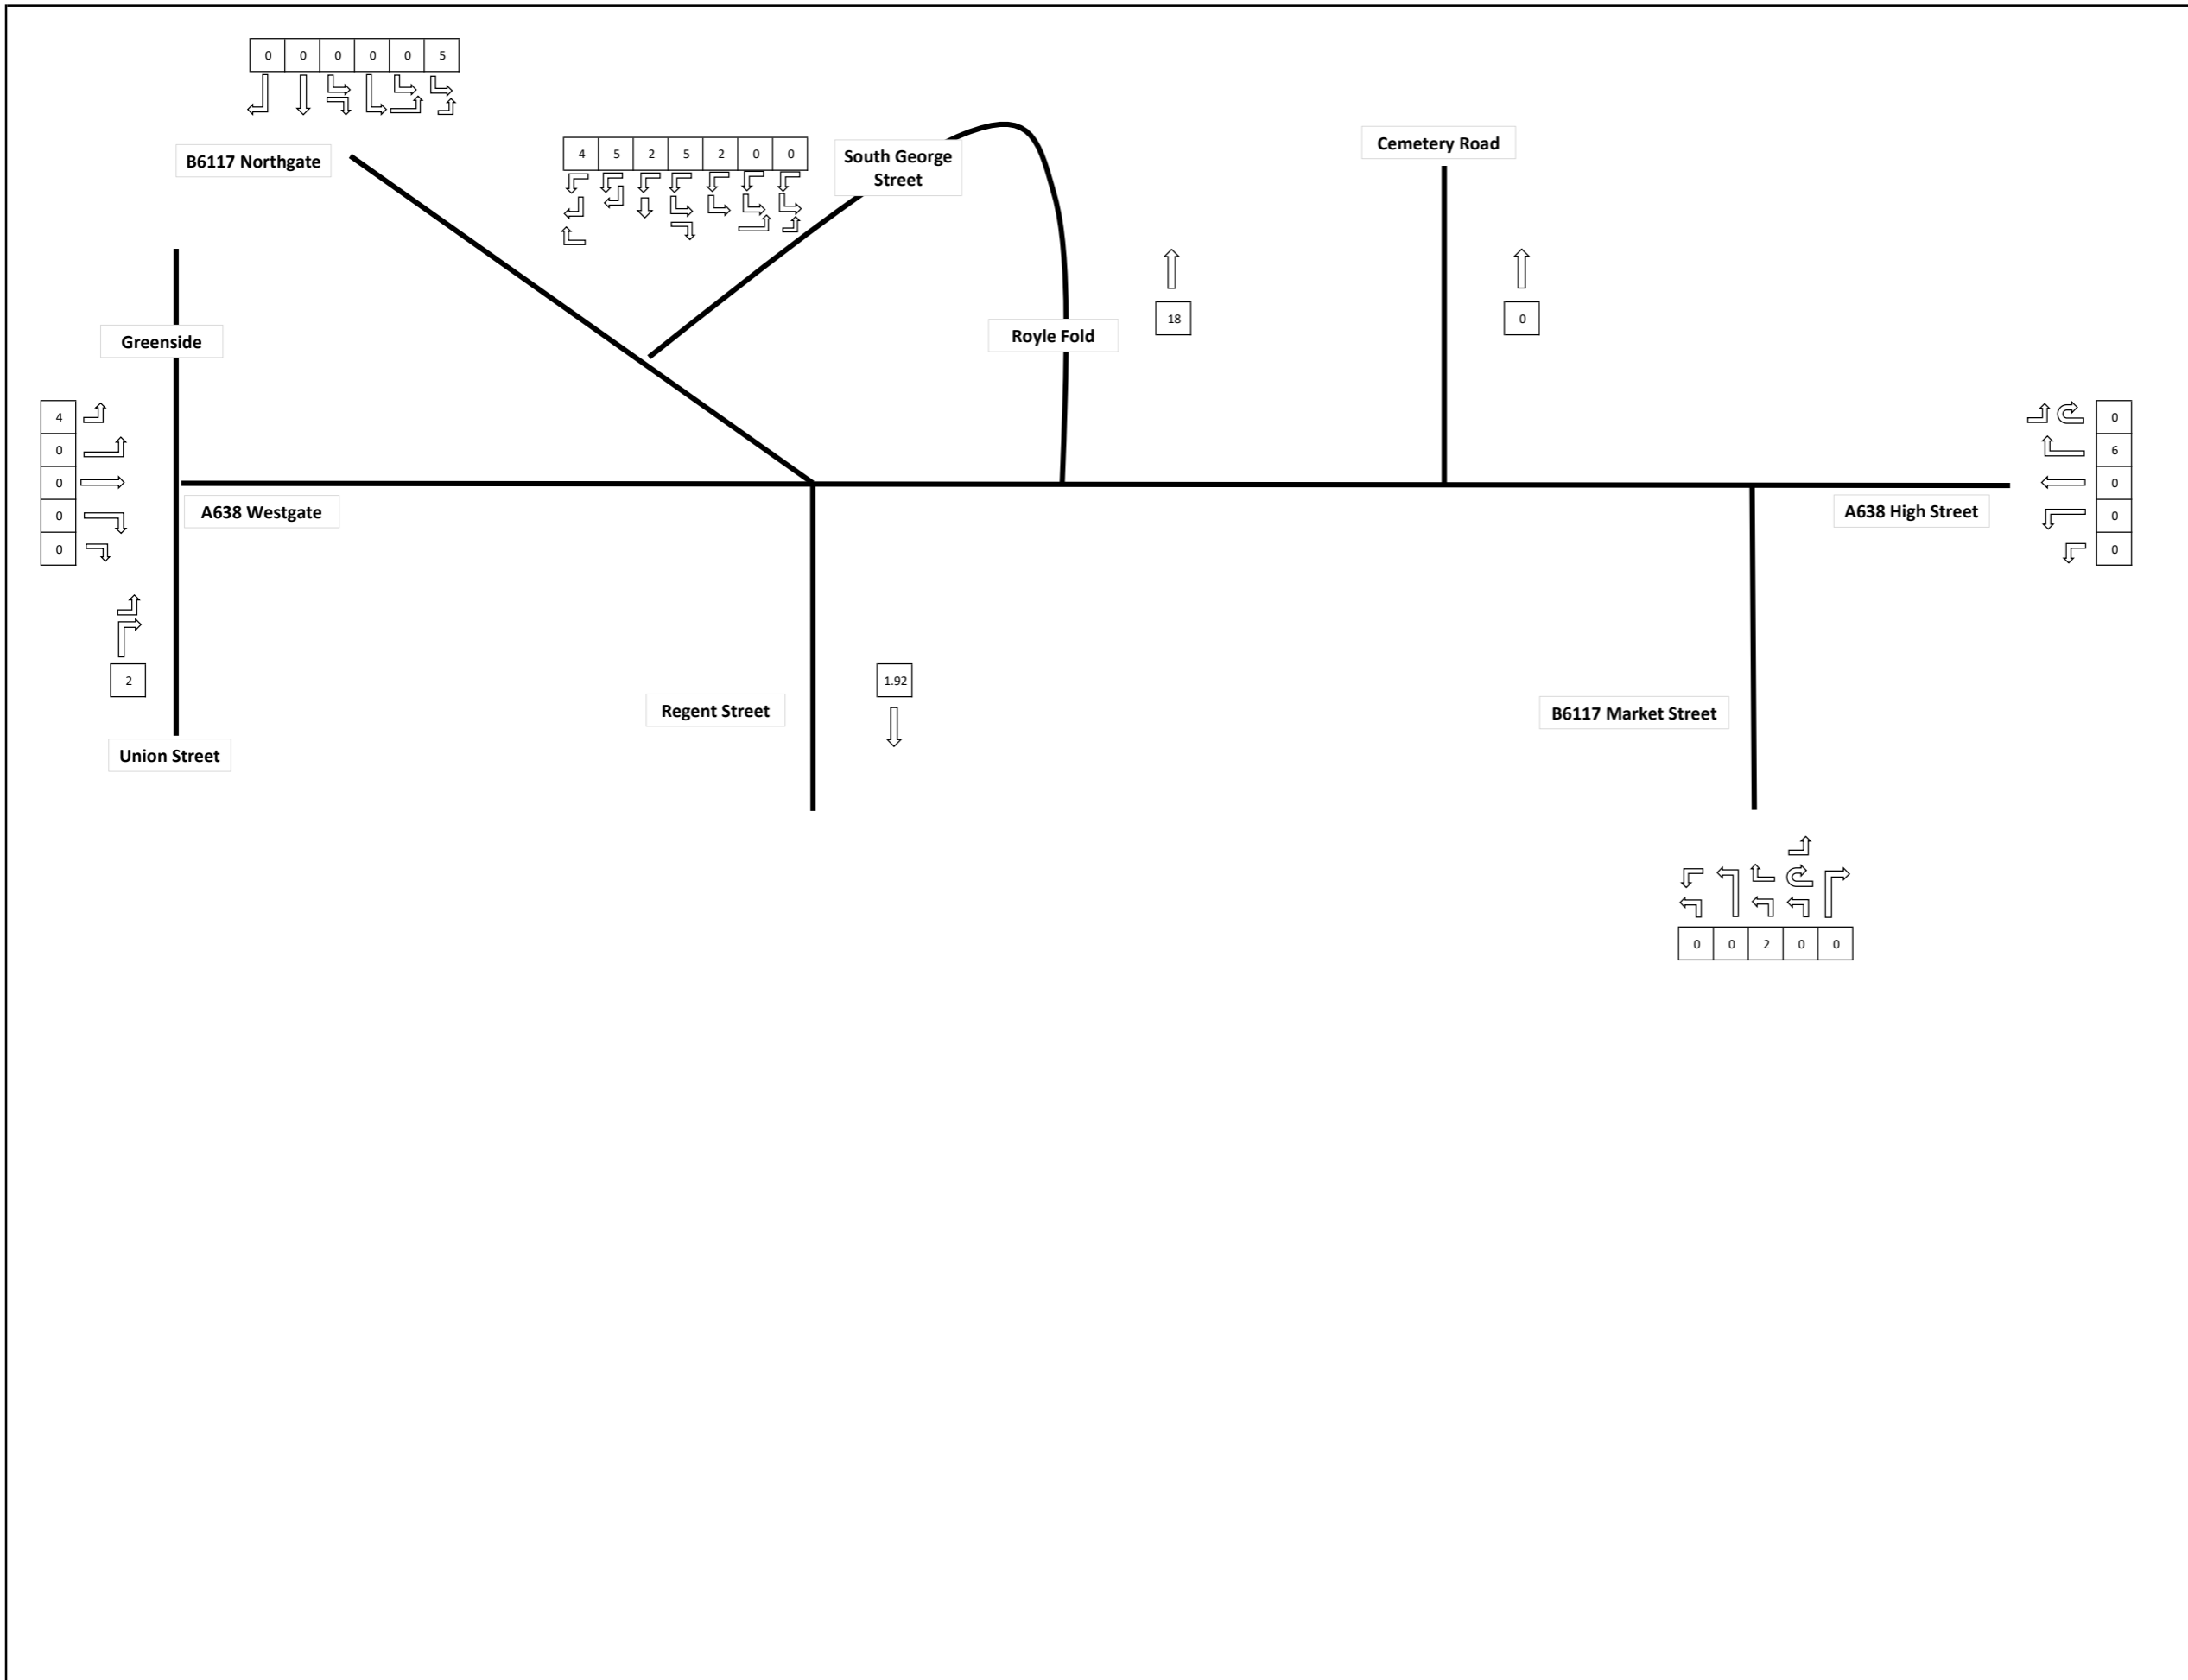 0 0 0 0 0 5
B6117 Northgate
4 5 2 5 2 0 0
South George
Street
Cemetery Road
Greenside
Royle Fold
18
0
4
0
0
0
0
A638 Westgate
A638 High Street
0
6
0
0
0
2
Union Street
Regent Street
1.92
B6117 Market Street
0 0 2 0 0